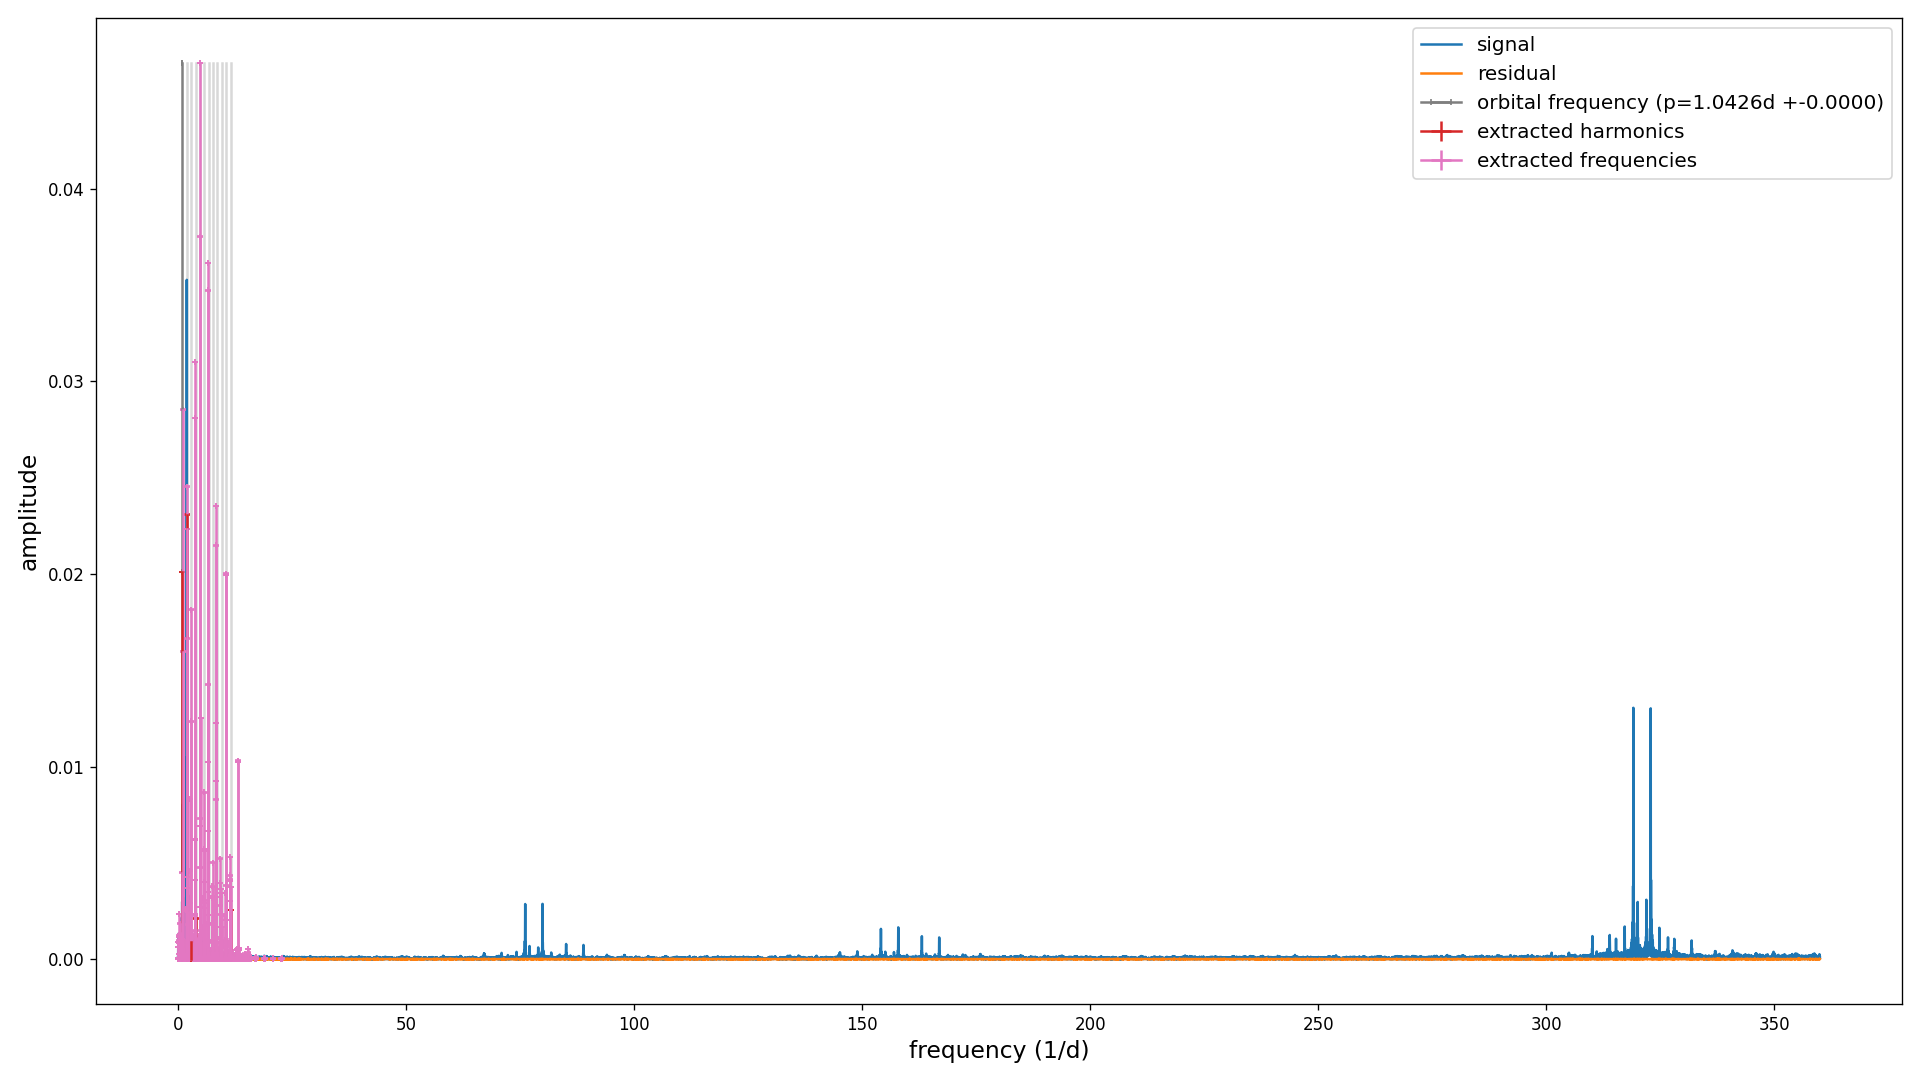 signal
residual
orbital frequency (p=1.0426d +-0.0000)
extracted harmonics
extracted frequencies
amplitude
0.04
0.03
0.02
0.01
0.00
0 50 100 150 200 250 300 350
frequency (1/d)